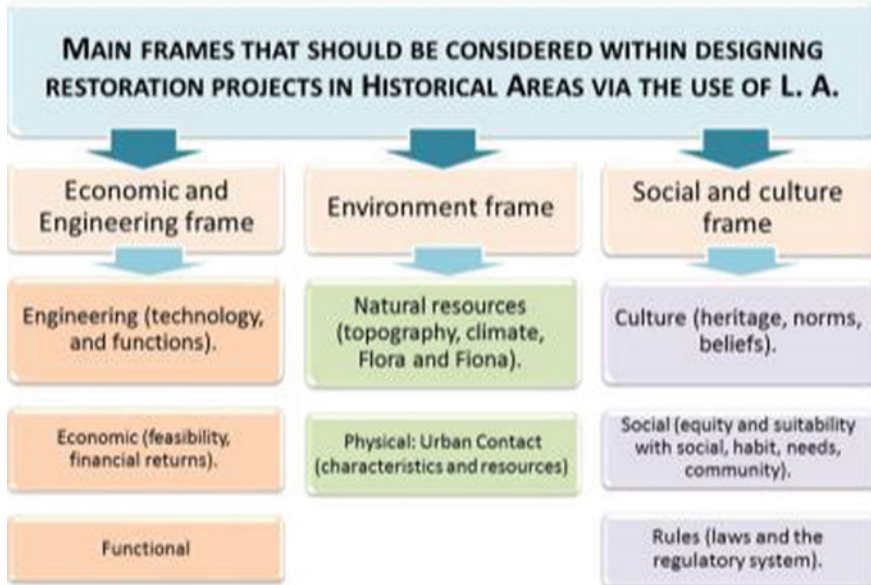 MAIN FRAMES THAT SHOULD BE CONSIDERED WITHIN DESIGNING
RESTORATION PROJECTS IN HISTORICAL AREAS VIA THE USE OF L. A.
Economic and
Engineering frame
Engineering (technology,
and functions).
Economic (feasibility,
financial returns).
Functional
Environment frame
Natural resources
(topography, climate,
Flora and Fiona).
Physical: Urban Contact
(characteristics and resources)
Social and culture
frame
Culture (heritage, norms,
beliefs).
Social (equity and suitability
with social, habit, needs,
community).
Rules (laws and the
regulatory system).